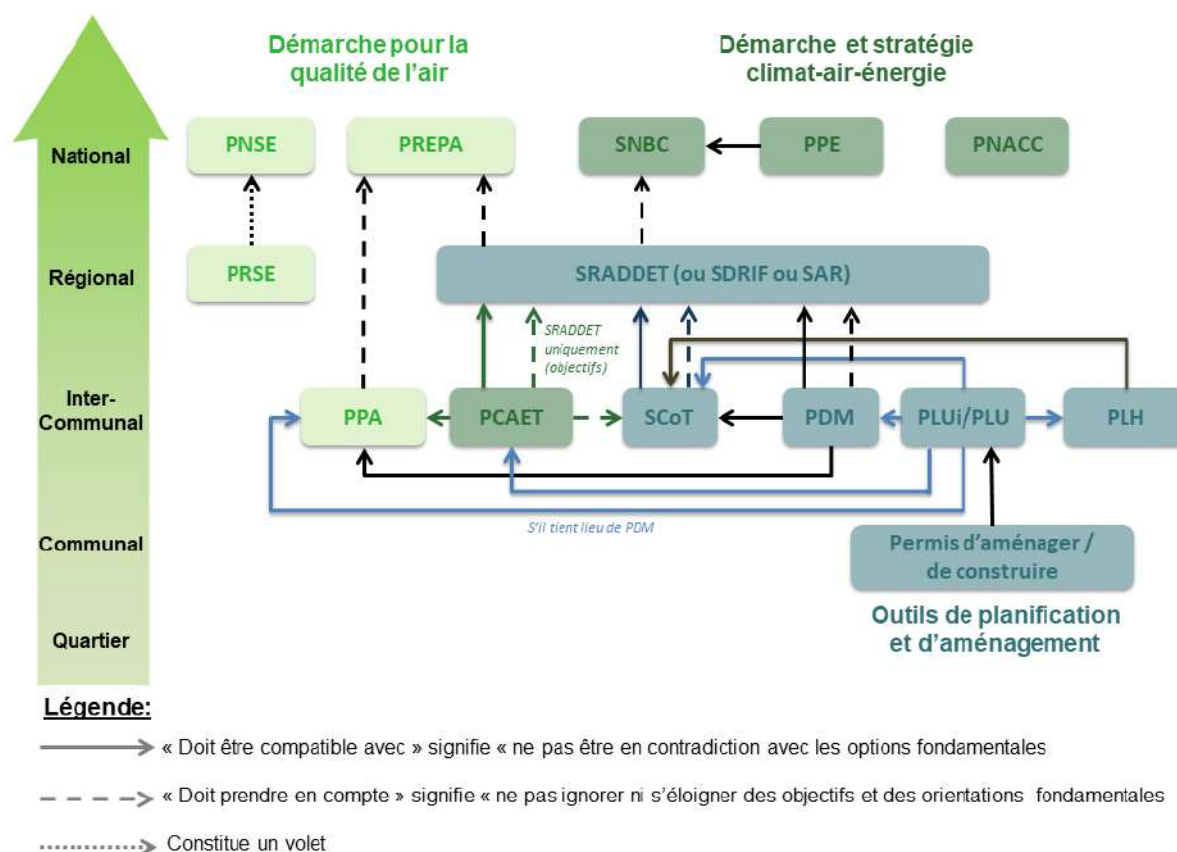 Démarche pour la
qualité de l'air
Démarche et stratégie
climat-air-énergie
National
PNSE
PREPA
SNBC
PPE
PNACC
Régional
PRSE
SRADDET (ou SDRIF ou SAR)
SRADDET
uniquement
(objectifs)
Inter-
Communal
PPA
PCAET
SCoT
PDM
PLUi/PLU
PLH
S'il tient lieu de PDM
Communal
Permis d'aménager /
de construire
Quartier
Outils de planification
et d'aménagement
Légende:
« Doit être compatible avec » signifie « ne pas être en contradiction avec les options fondamentales
« Doit prendre en compte » signifie « ne pas ignorer ni s'éloigner des objectifs et des orientations fondamentales
Constitue un volet